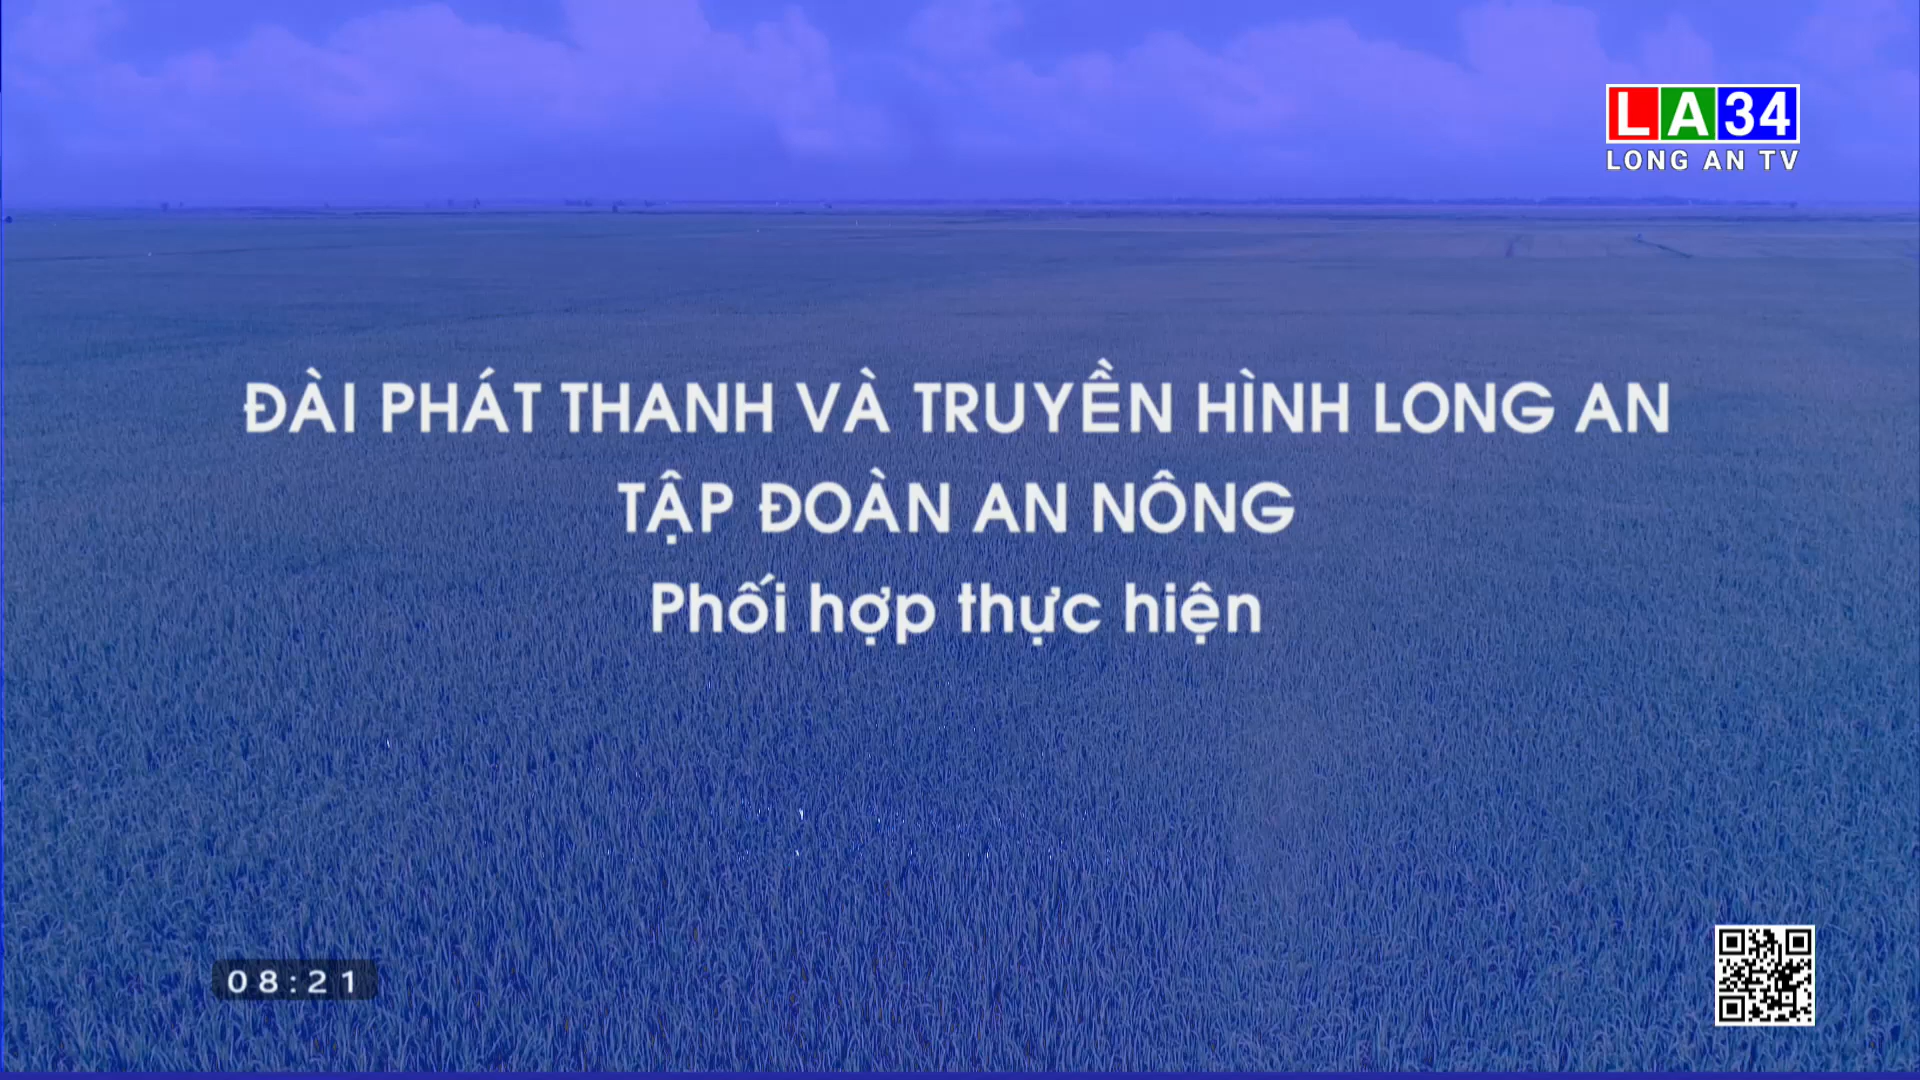 LA34
LONG AN TV
ĐÀI PHÁT THANH VÀ TRUYỀN HÌNH LONG AN
TẬP ĐOÀN AN NÔNG
Phối hợp thực hiện
08:21